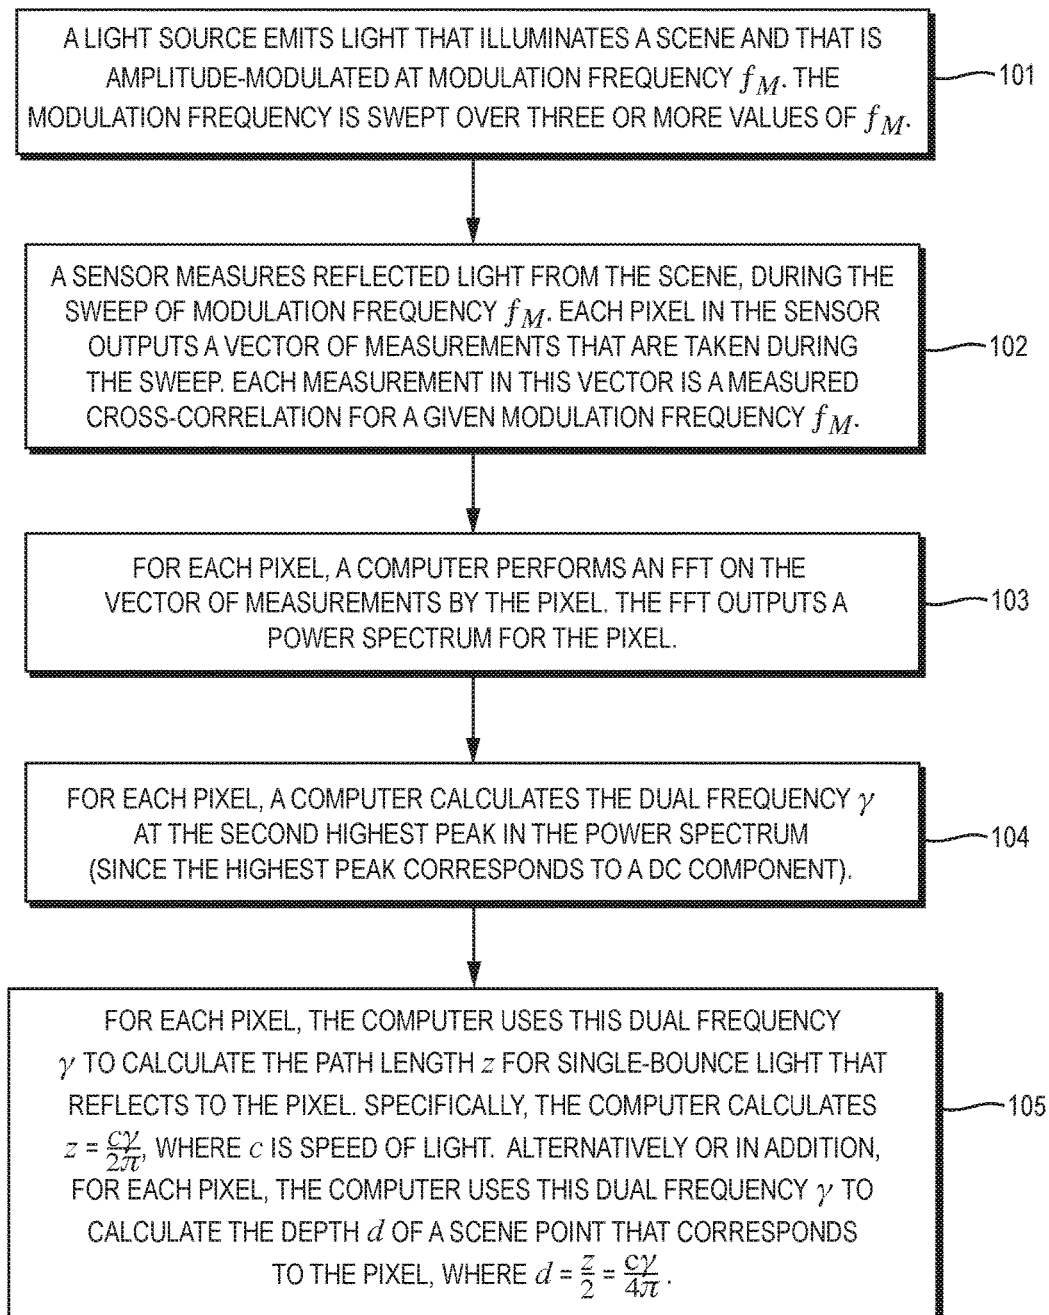 A LIGHT SOURCE EMITS LIGHT THAT ILLUMINATES A SCENE AND THAT IS
AMPLITUDE-MODULATED AT MODULATION FREQUENCY f_M. THE
MODULATION FREQUENCY IS SWEPT OVER THREE OR MORE VALUES OF f_M.
101
A SENSOR MEASURES REFLECTED LIGHT FROM THE SCENE, DURING THE
SWEEP OF MODULATION FREQUENCY f_M. EACH PIXEL IN THE SENSOR
OUTPUTS A VECTOR OF MEASUREMENTS THAT ARE TAKEN DURING
THE SWEEP. EACH MEASUREMENT IN THIS VECTOR IS A MEASURED
CROSS-CORRELATION FOR A GIVEN MODULATION FREQUENCY f_M.
102
FOR EACH PIXEL, A COMPUTER PERFORMS AN FFT ON THE
VECTOR OF MEASUREMENTS BY THE PIXEL. THE FFT OUTPUTS A
POWER SPECTRUM FOR THE PIXEL.
103
FOR EACH PIXEL, A COMPUTER CALCULATES THE DUAL FREQUENCY γ
AT THE SECOND HIGHEST PEAK IN THE POWER SPECTRUM
(SINCE THE HIGHEST PEAK CORRESPONDS TO A DC COMPONENT).
104
FOR EACH PIXEL, THE COMPUTER USES THIS DUAL FREQUENCY
γ TO CALCULATE THE PATH LENGTH z FOR SINGLE-BOUNCE LIGHT THAT
REFLECTS TO THE PIXEL. SPECIFICALLY, THE COMPUTER CALCULATES
z = cγ/2π, WHERE c IS SPEED OF LIGHT. ALTERNATIVELY OR IN ADDITION,
FOR EACH PIXEL, THE COMPUTER USES THIS DUAL FREQUENCY γ TO
CALCULATE THE DEPTH d OF A SCENE POINT THAT CORRESPONDS
TO THE PIXEL, WHERE d = z/2 = cγ/4π.
105